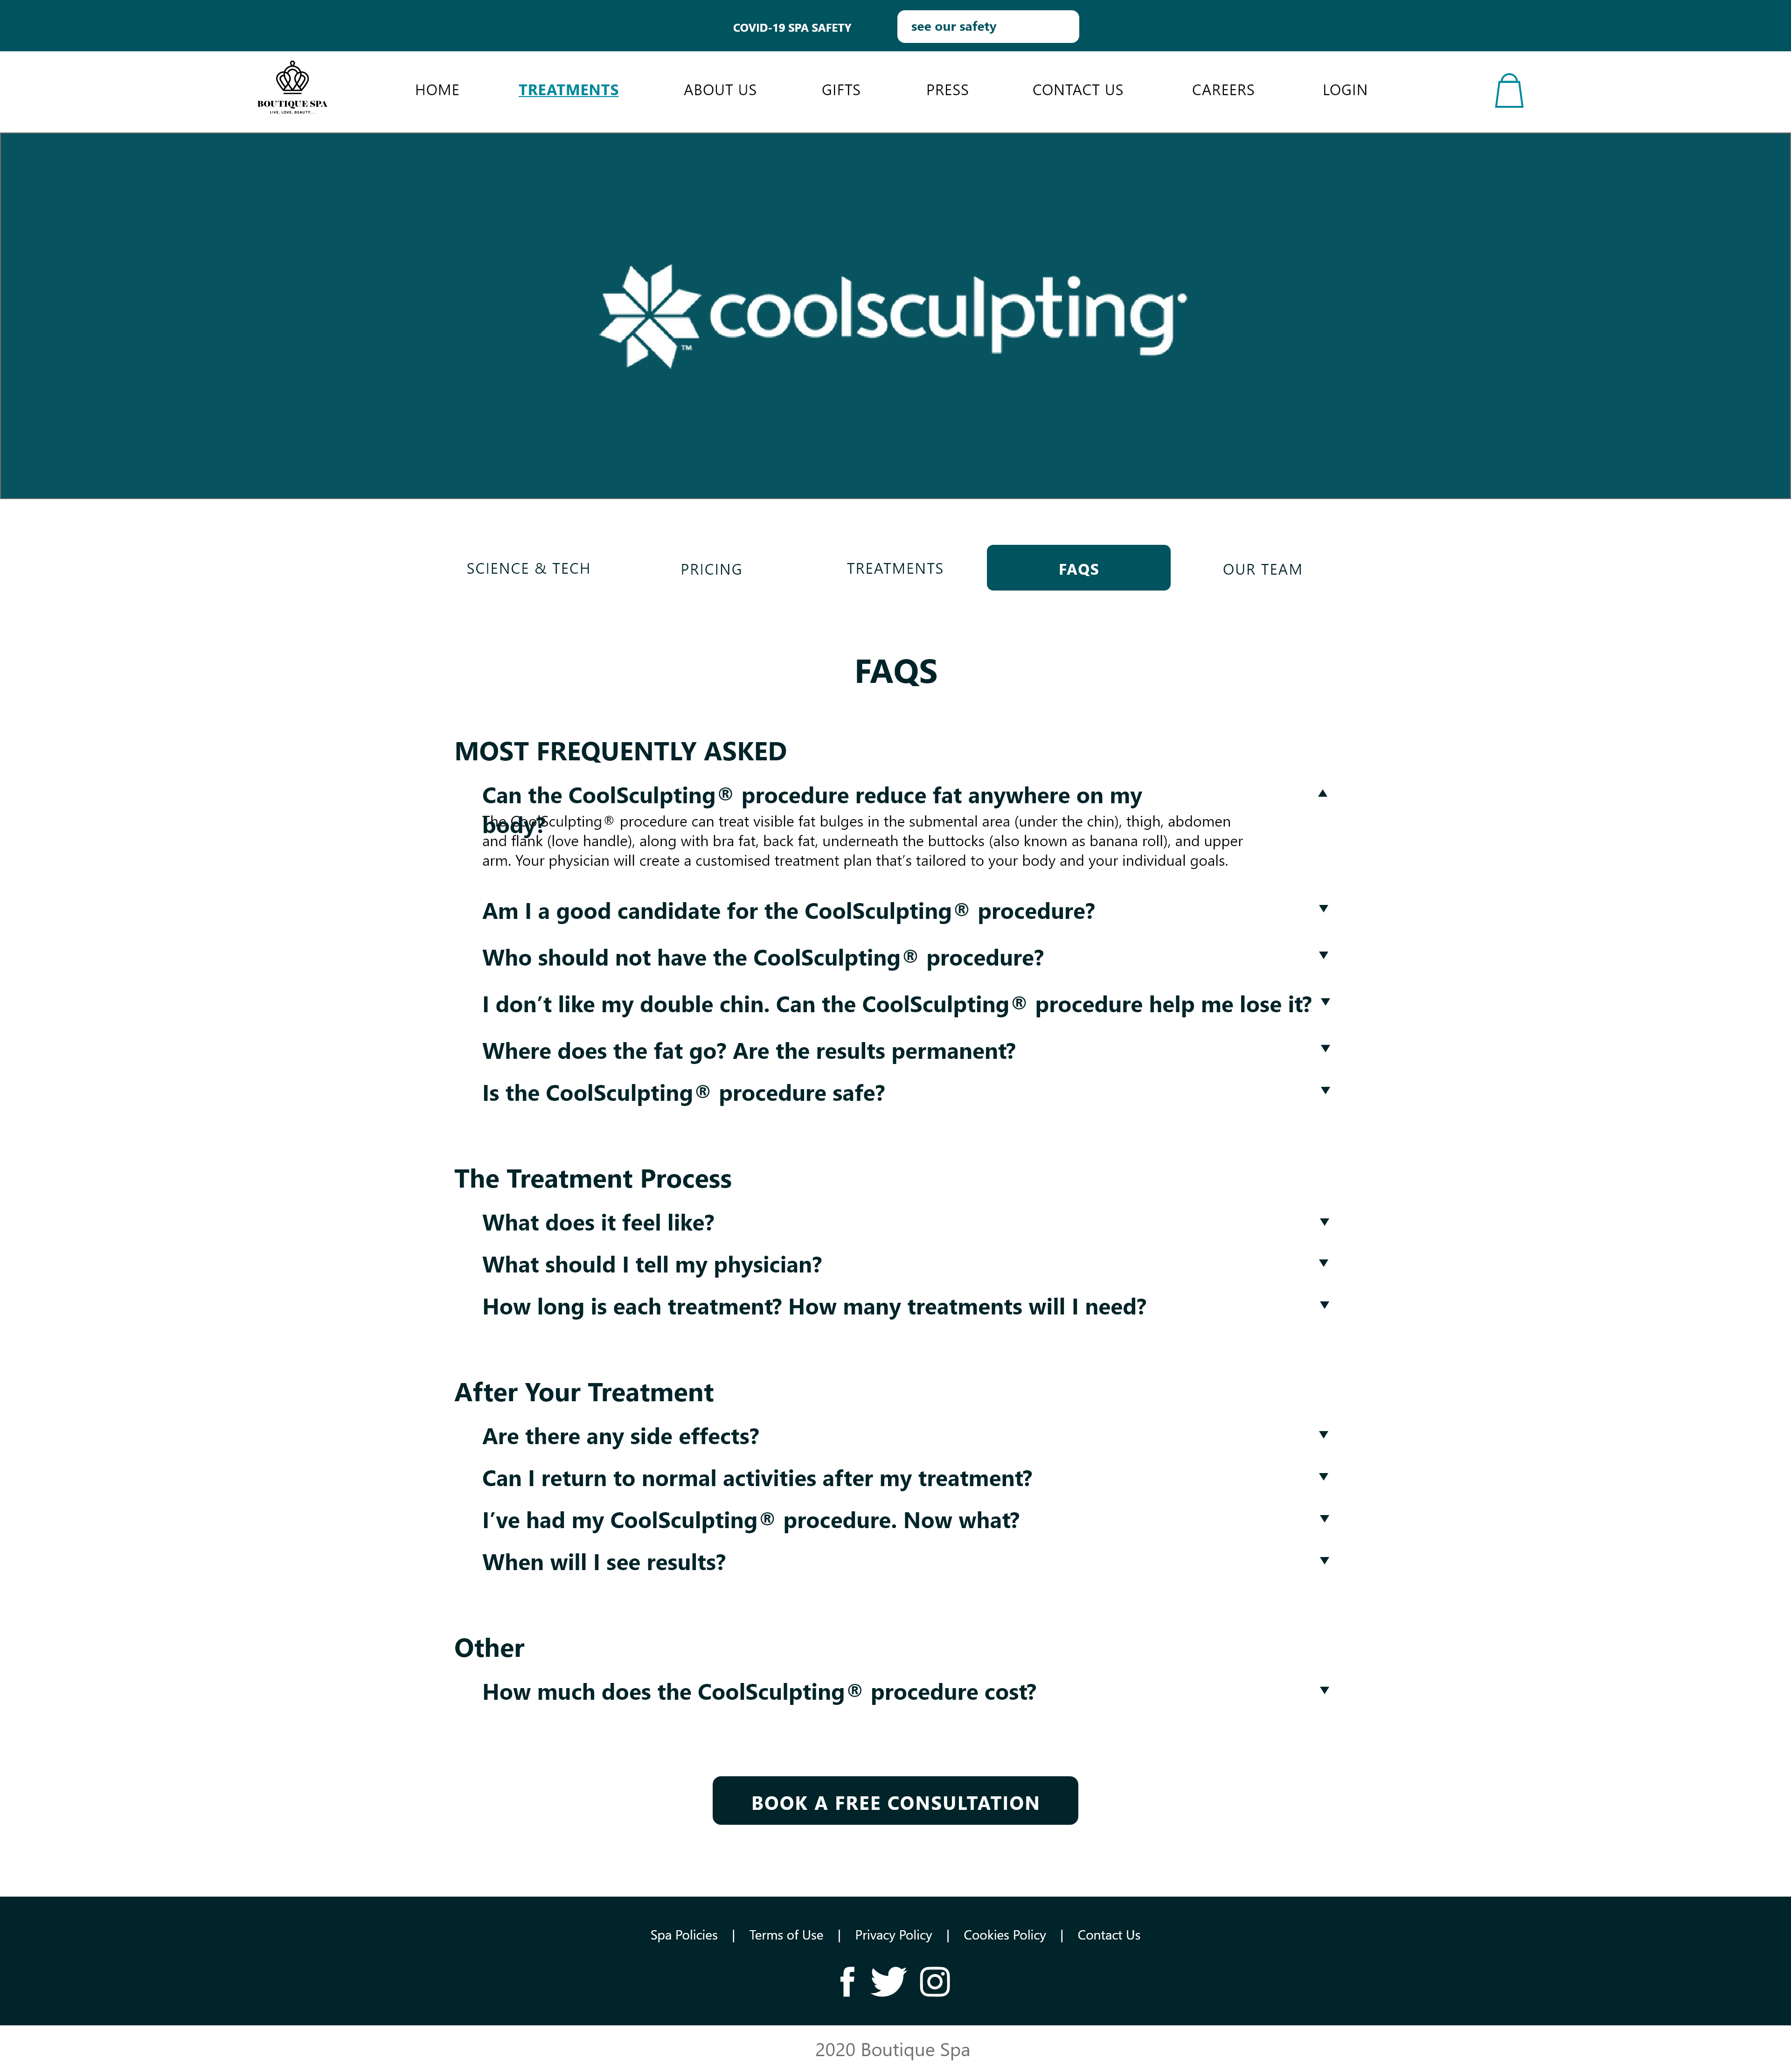 COVID-19 SPA SAFETY see our safety
BOUTIQUE SPA
LIVE, LOVE, BEAUTY...
HOME TREATMENTS ABOUT US GIFTS PRESS CONTACT US CAREERS LOGIN
coolsculpting
TM
SCIENCE & TECH PRICING TREATMENTS FAQS OUR TEAM
FAQS
MOST FREQUENTLY ASKED
Can the CoolSculpting® procedure reduce fat anywhere on my
body?
The CoolSculpting® procedure can treat visible fat bulges in the submental area (under the chin), thigh, abdomen
and flank (love handle), along with bra fat, back fat, underneath the buttocks (also known as banana roll), and upper
arm. Your physician will create a customised treatment plan that’s tailored to your body and your individual goals.
Am I a good candidate for the CoolSculpting® procedure?
Who should not have the CoolSculpting® procedure?
I don’t like my double chin. Can the CoolSculpting® procedure help me lose it?
Where does the fat go? Are the results permanent?
Is the CoolSculpting® procedure safe?
The Treatment Process
What does it feel like?
What should I tell my physician?
How long is each treatment? How many treatments will I need?
After Your Treatment
Are there any side effects?
Can I return to normal activities after my treatment?
I’ve had my CoolSculpting® procedure. Now what?
When will I see results?
Other
How much does the CoolSculpting® procedure cost?
BOOK A FREE CONSULTATION
Spa Policies | Terms of Use | Privacy Policy | Cookies Policy | Contact Us
2020 Boutique Spa